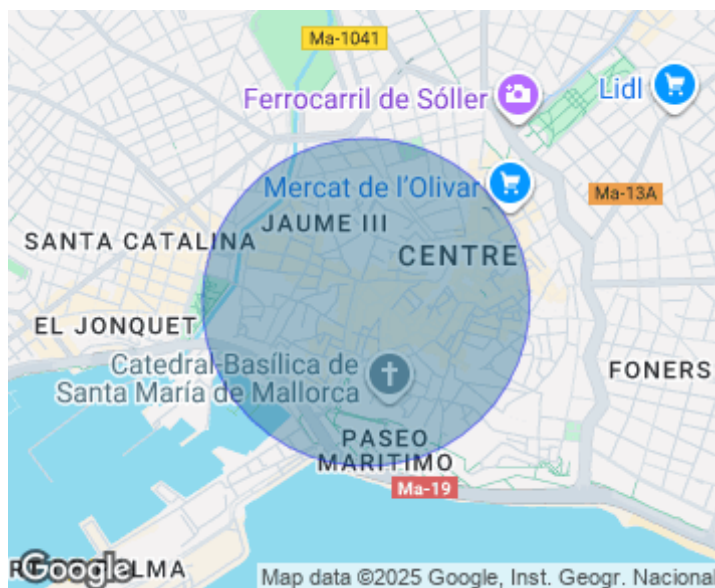 Ma-1041
Ferrocarril de Sóller
Lidl
Mercat de l'Olivar
Ma-13A
JAUME III
SANTA CATALINA
CENTRE
EL JONQUET
Catedral-Basílica de
Santa María de Mallorca
FONERS
PASEO
MARITIMO
Ma-19
Google
LMA
Map data ©2025 Google, Inst. Geogr. Nacional